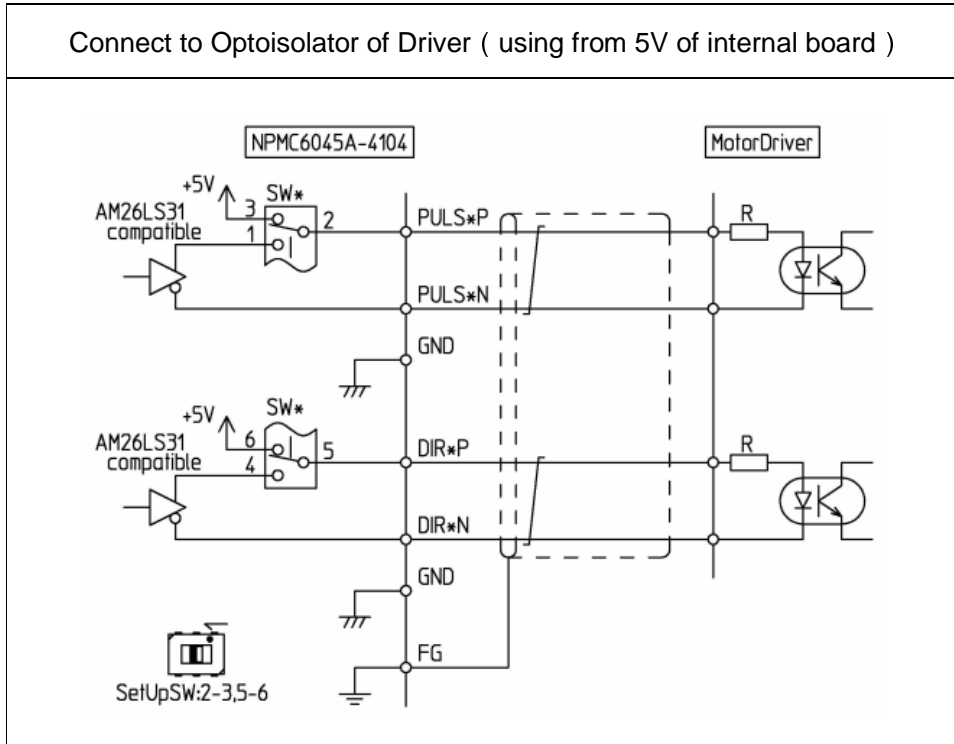 Connect to Optoisolator of Driver ( using from 5V of internal board )
NPMC6045A-4104
MotorDriver
+5V
SW*
3
2
1
AM26LS31
compatible
PULS*P
R
PULS*N
GND
+5V
SW*
6
5
4
AM26LS31
compatible
DIR*P
R
DIR*N
GND
FG
SetUpSW:2-3,5-6